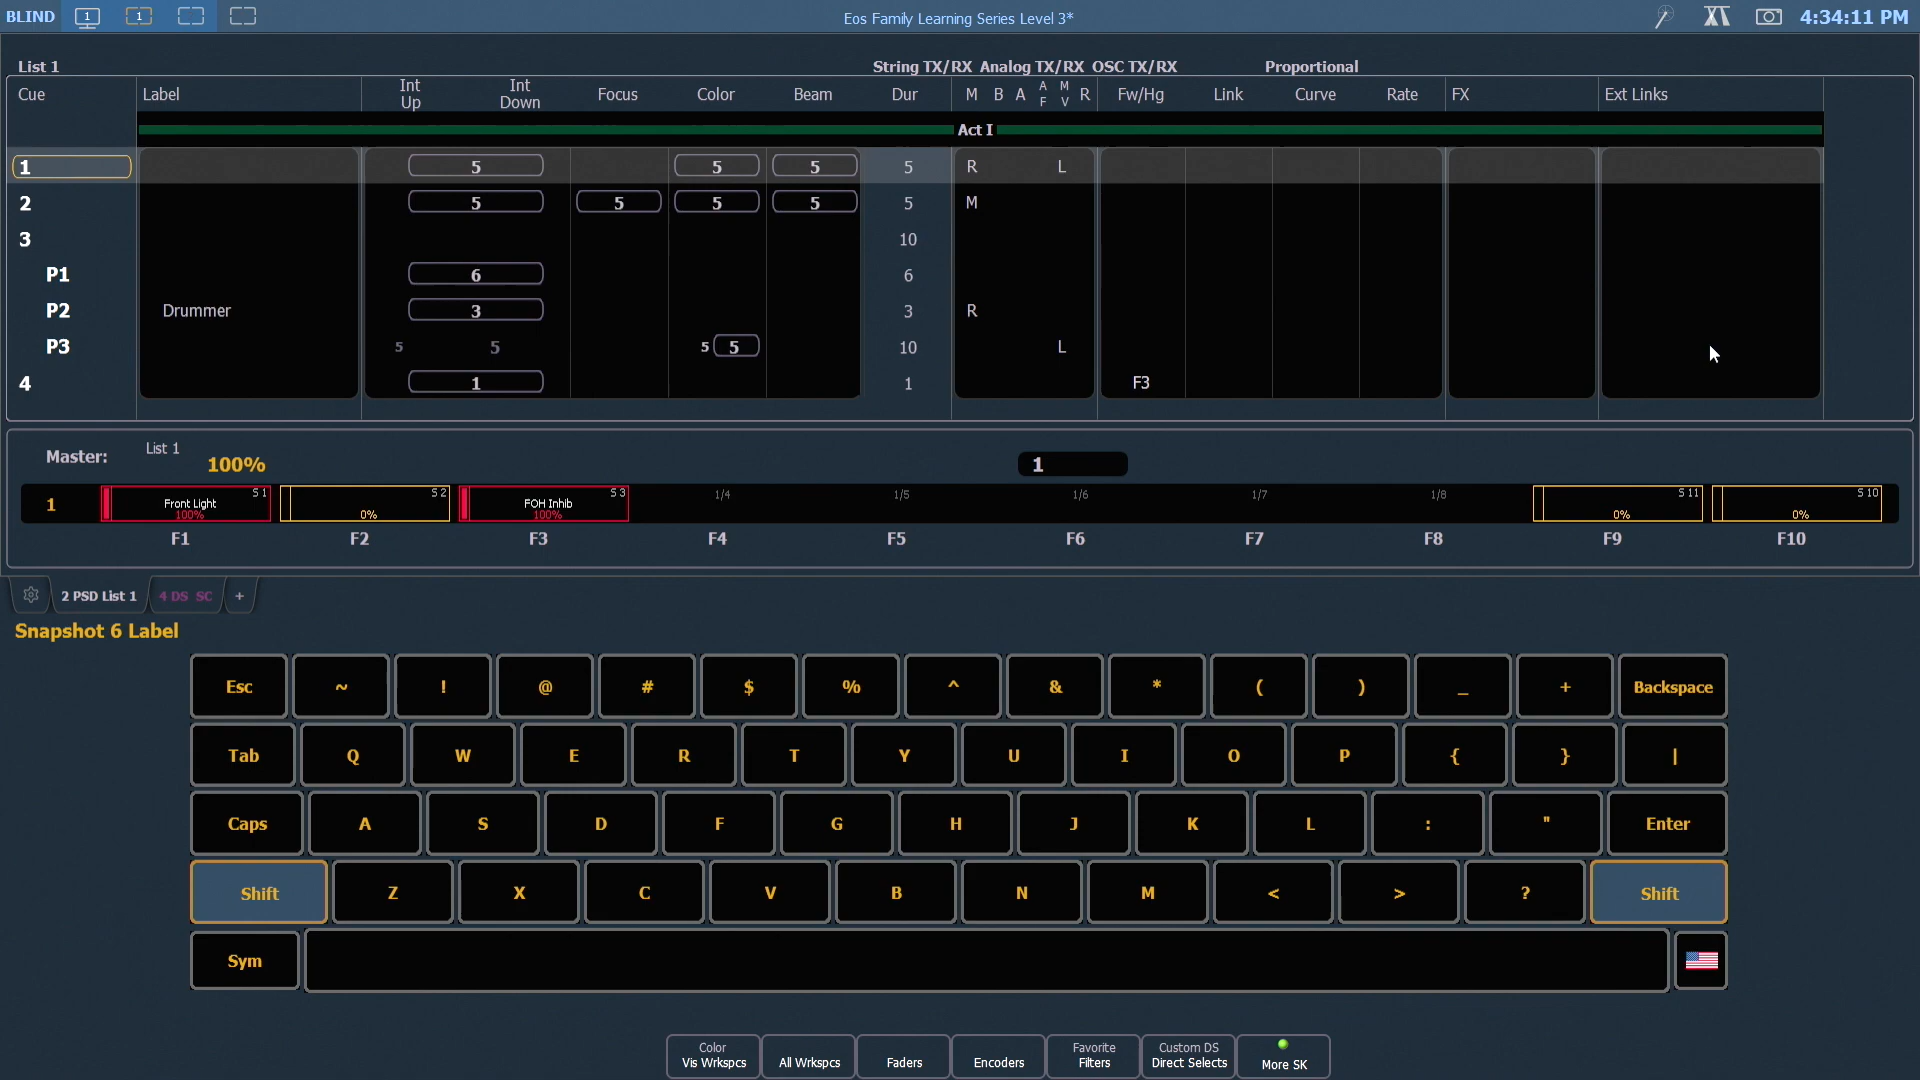 BLIND 1 1 Eos Family Learning Series Level 3* 4:34:11 PM
List 1 String TX/RX Analog TX/RX OSC TX/RX Proportional
Cue Label Int Up Int Down Focus Color Beam Dur M B A AF MV R Fw/Hg Link Curve Rate FX Ext Links
Act I
1 5 5 5 5 R L
2 5 5 5 5 5 M
3 10
P1 6 6
P2 Drummer 3 3 R
P3 5 5 5 5 10 L
4 1 1 F3
Master: List 1 100% 1
1 Front Light S 1 100% S 2 0% FOH Inhib S 3 100% 1/4 1/5 1/6 1/7 1/8 S 11 0% S 10 0%
F1 F2 F3 F4 F5 F6 F7 F8 F9 F10
2 PSD List 1 4 DS SC +
Snapshot 6 Label
Esc ~ ! @ # $ % ^ & * ( ) _ + Backspace
Tab Q W E R T Y U I O P { } |
Caps A S D F G H J K L : " Enter
Shift Z X C V B N M < > ? Shift
Sym
Color Vis Wrkspcs All Wrkspcs Faders Encoders Favorite Filters Custom DS Direct Selects More SK